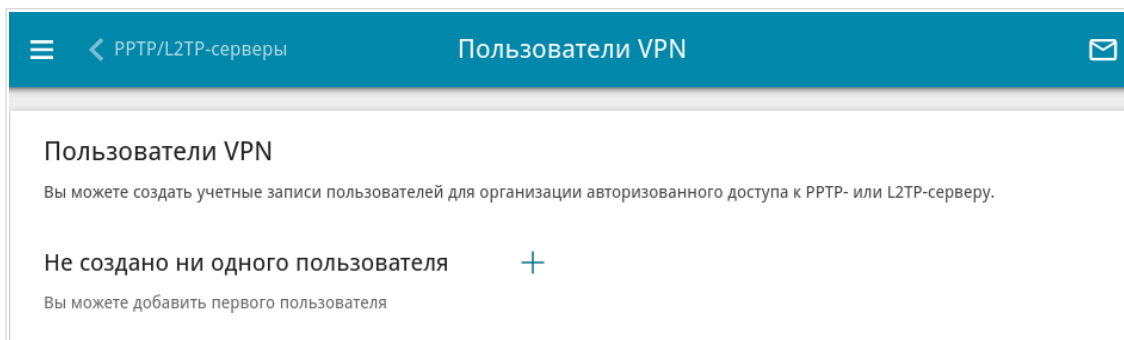 PPTP/L2TP-серверы
Пользователи VPN
Пользователи VPN
Вы можете создать учетные записи пользователей для организации авторизованного доступа к PPTP- или L2TP-серверу.
Не создано ни одного пользователя
Вы можете добавить первого пользователя